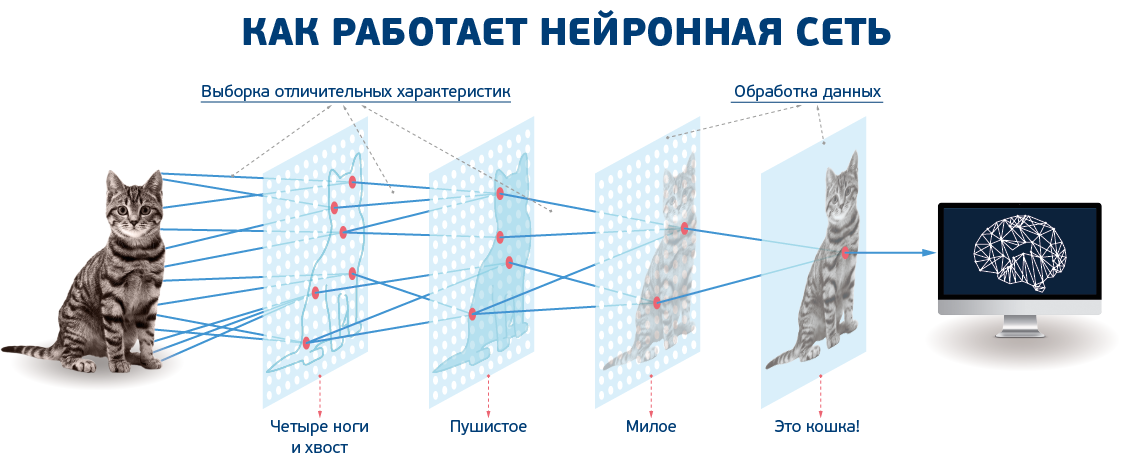 КАК РАБОТАЕТ НЕЙРОННАЯ СЕТЬ
Выборка отличительных характеристик
Обработка данных
Четыре ноги
и хвост
Пушистое
Милое
Это кошка!